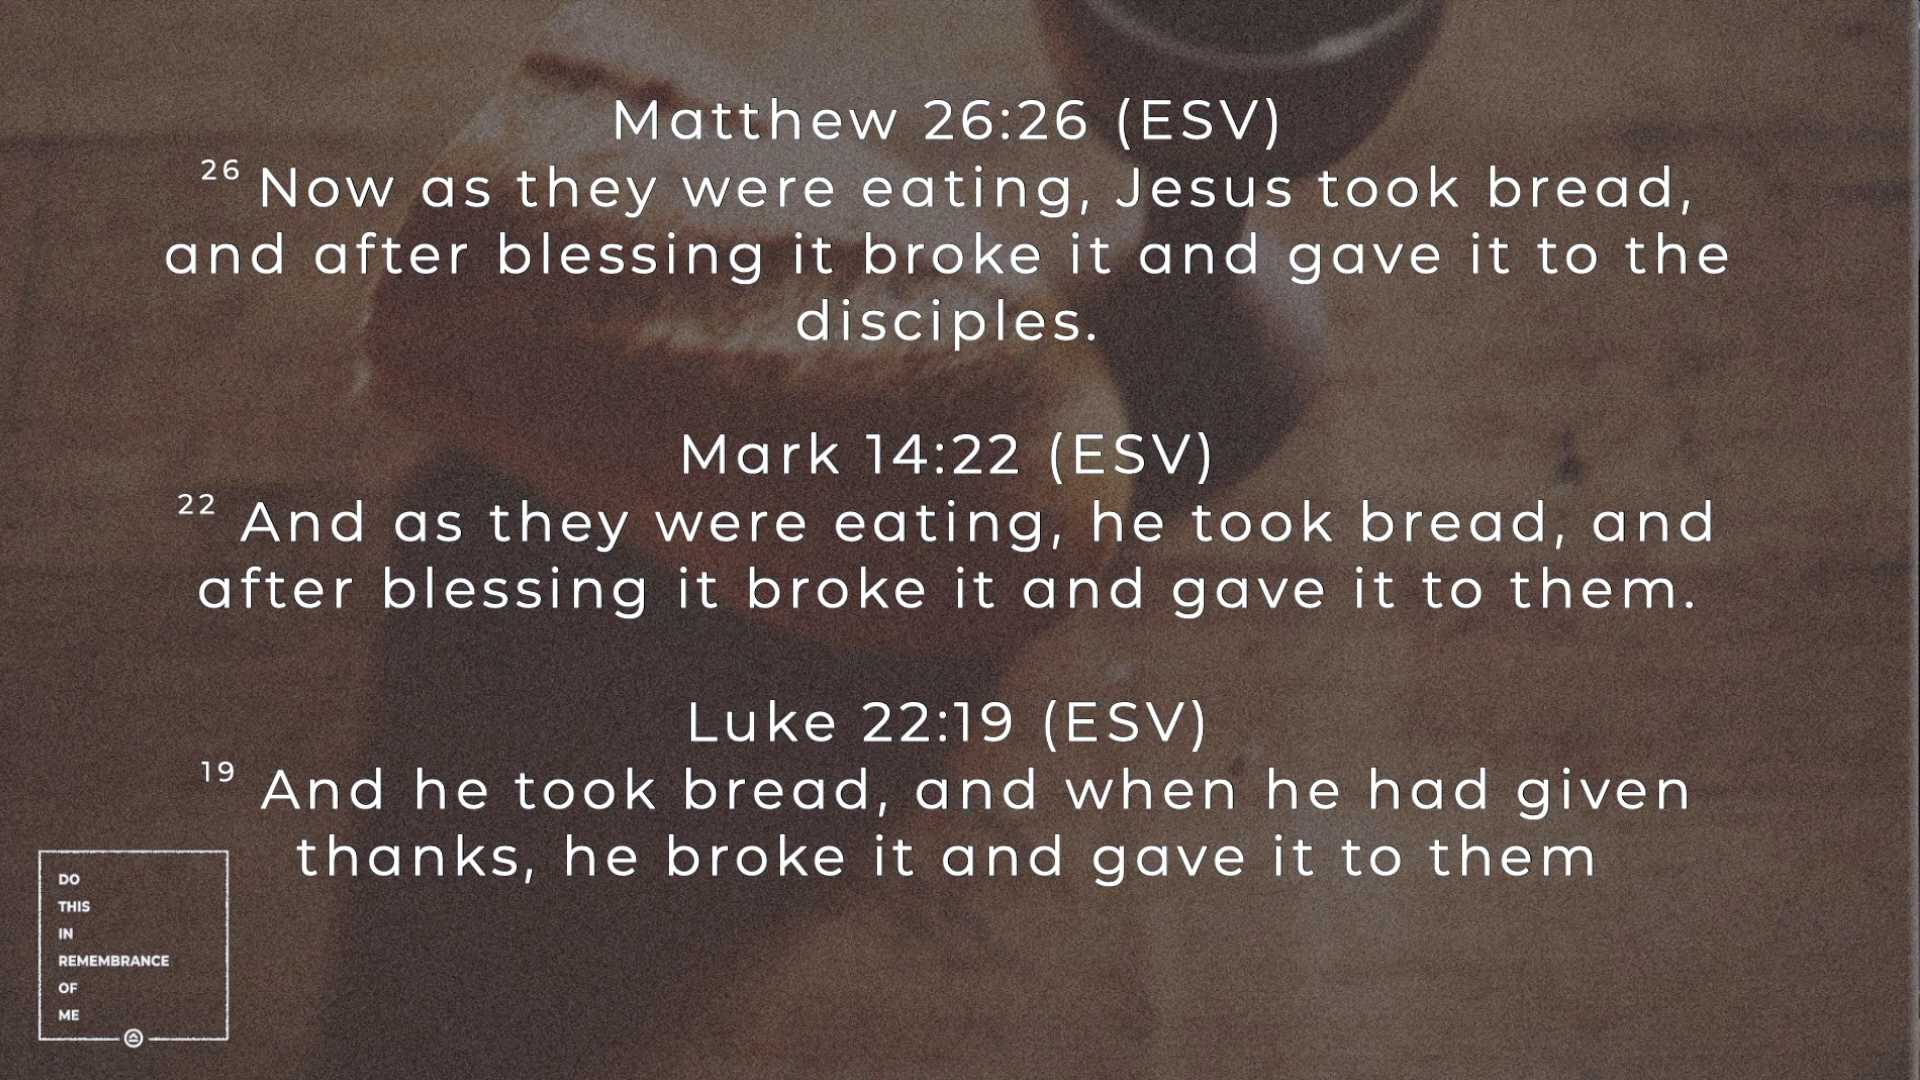 Matthew 26:26 (ESV)
26 Now as they were eating, Jesus took bread,
and after blessing it broke it and gave it to the
disciples.
Mark 14:22 (ESV)
22 And as they were eating, he took bread, and
after blessing it broke it and gave it to them.
Luke 22:19 (ESV)
19 And he took bread, and when he had given
thanks, he broke it and gave it to them
DO
THIS
IN
REMEMBRANCE
OF
ME